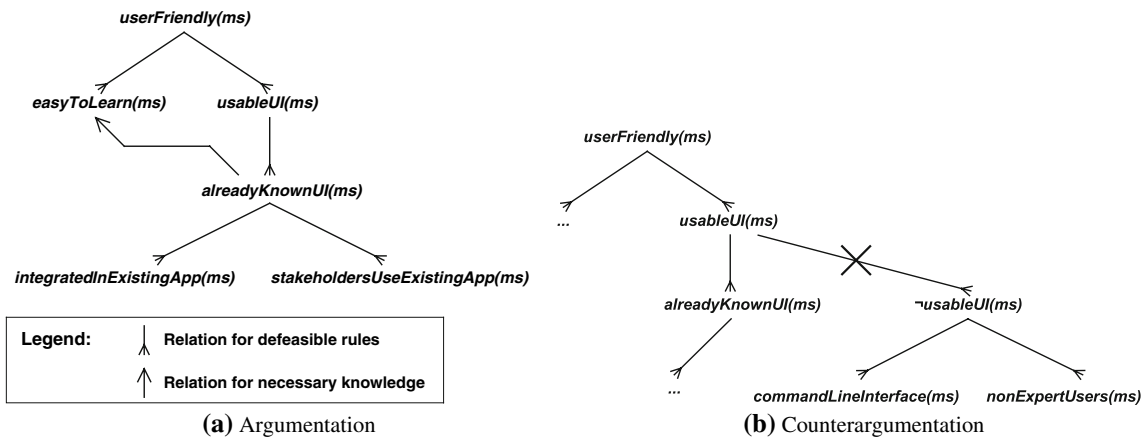 userFriendly(ms)
easyToLearn(ms)
usableUI(ms)
alreadyKnownUI(ms)
integratedInExistingApp(ms)
stakeholdersUseExistingApp(ms)
Legend:
Relation for defeasible rules
Relation for necessary knowledge
(a) Argumentation
userFriendly(ms)
...
usableUI(ms)
alreadyKnownUI(ms)
¬usableUI(ms)
...
commandLineInterface(ms)
nonExpertUsers(ms)
(b) Counterargumentation